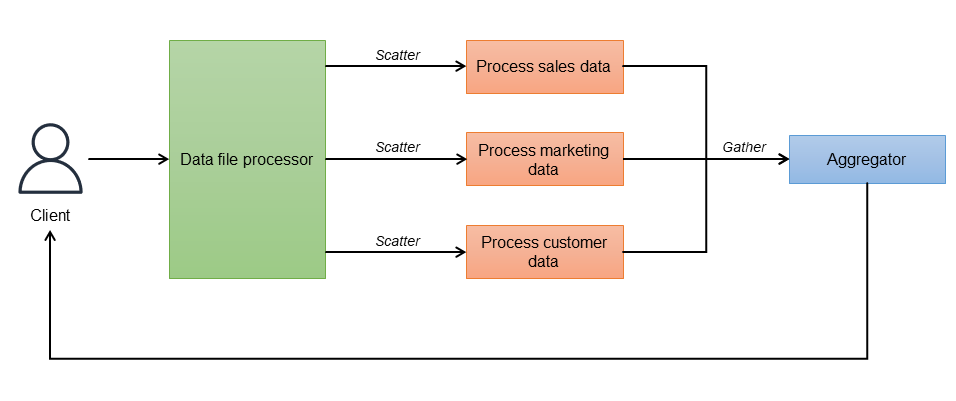 Scatter
Process sales data
Data file processor
Scatter
Process marketing
data
Gather
Aggregator
Client
Scatter
Process customer
data